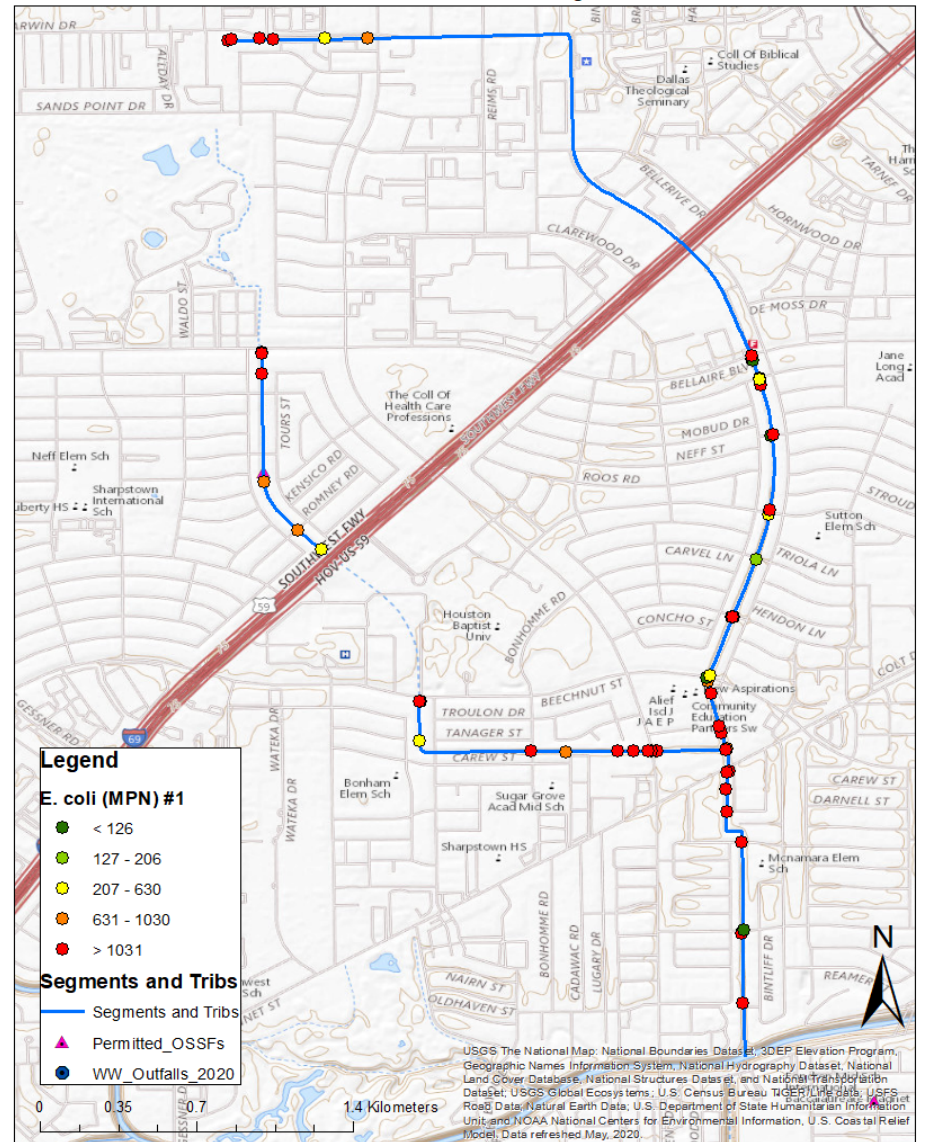 ARWIN DR
ALLDAY DR
SANDS POINT DR
REIMS RD
Coll Of Biblical
Studies
Dallas
Theological
Seminary
TARNEF DR
BELLERIVE DR
HORNWOOD DR
CLAREWOOD DR
WALDO ST
DE MOSS DR
Jane
Long
Acad
BELLAIRE BLV
The Coll Of
Health Care
Professions
SOUTHWEST FWY
MOBUD DR
NEFF ST
TOURS ST
Neff Elem Sch
KENSICO RD
ROMNEY RD
ROOS RD
Sharpstown
International
Sch
uberty HS
STROUD
Sutton
Elem Sch
SOUTHWEST FWY
HOV-US-59
CARVEL LN
TRIOLA LN
59
Houston
Baptist
Univ
BONHOMME RD
CONCHO ST
HENDON LN
COLT D
GESSNER RD
BEECHNUT ST
Alief
Isd J
J A E P
ew Aspirations
Community
Education
Partners Sw
69
WATEKA DR
TROULON DR
TANAGER ST
CAREW ST
WATEKA DR
Bonham
Elem Sch
Sugar Grove
Acad Mid Sch
CAREW ST
DARNELL ST
Sharpstown HS
Mcnamara Elem
Sch
Legend
E. coli (MPN) #1
< 126
127 - 206
207 - 630
631 - 1030
> 1031
Segments and Tribs
Segments and Tribs
Permitted_OSSFs
WW_Outfalls_2020
BONHOMME RD
CADAWAC RD
LUGARY DR
BINTLIFF DR
N
west
Sch
NAIRN ST
OLDHAVEN ST
REAMER
0
0.35
0.7
1.4 Kilometers
USGS The National Map: National Boundaries Dataset, 3DEP Elevation Program,
Geographic Names Information System, National Hydrography Dataset, National
Land Cover Database, National Structures Dataset, and National Transportation
Dataset; USGS Global Ecosystems; U.S. Census Bureau TIGER/Line data; USFS
Road Data; Natural Earth Data; U.S. Department of State Humanitarian Information
Unit; and NOAA National Centers for Environmental Information, U.S. Coastal Relief
Model. Data refreshed May, 2020.